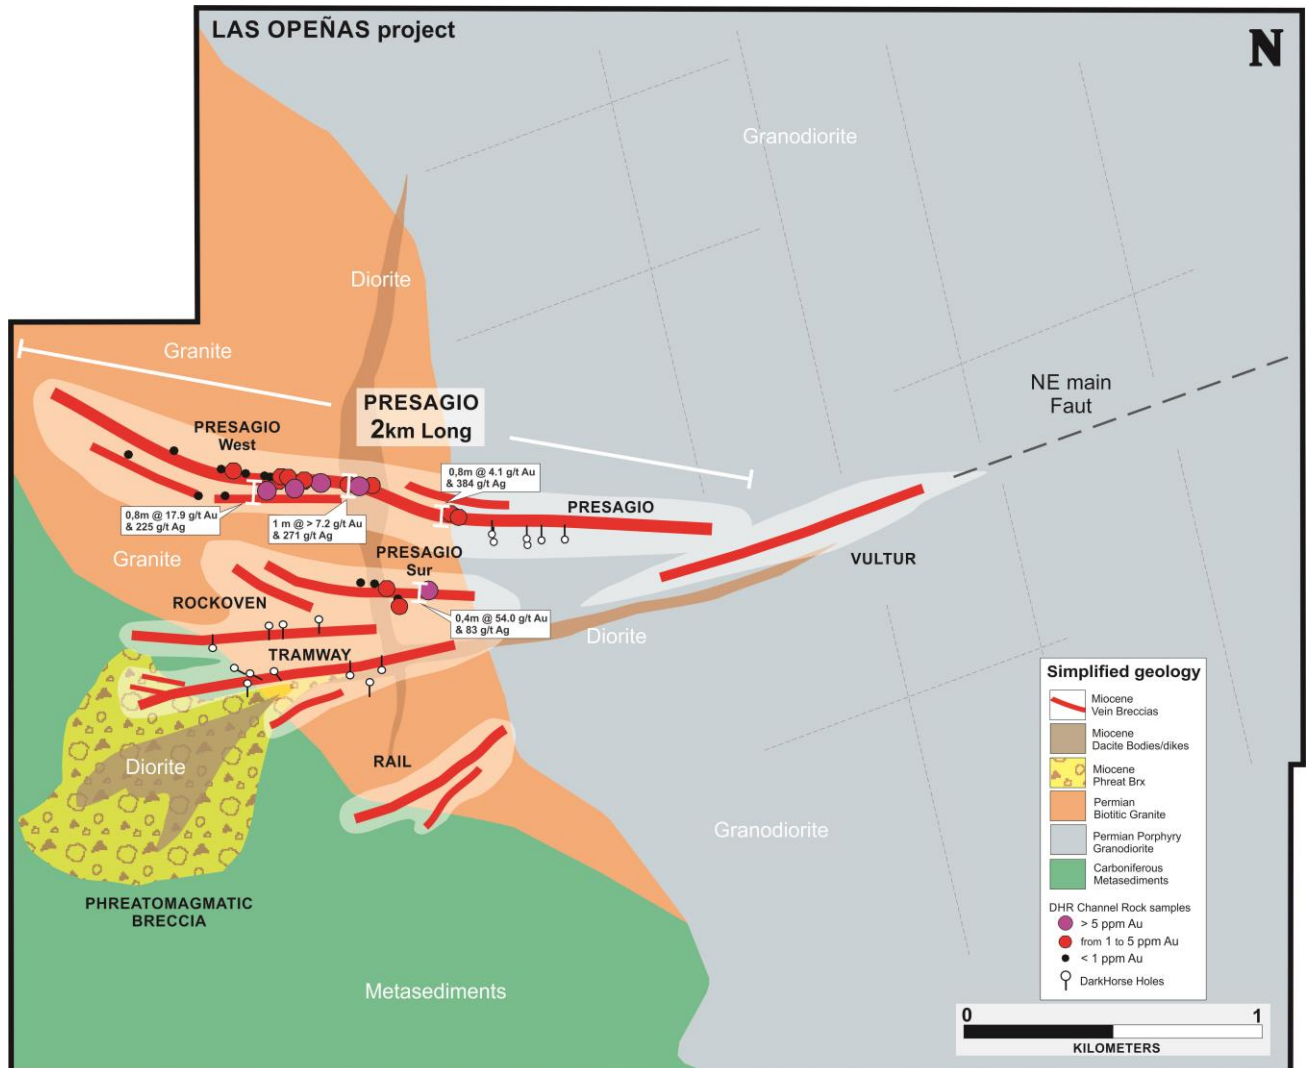 LAS OPEÑAS project
N
Granodiorite
Diorite
Granite
NE main
Faut
PRESAGIO
2km Long
PRESAGIO
West
0,8m @ 4.1 g/t Au
& 384 g/t Ag
PRESAGIO
0,8m @ 17.9 g/t Au
& 225 g/t Ag
1 m @ > 7.2 g/t Au
& 271 g/t Ag
Granite
PRESAGIO
Sur
VULTUR
ROCKOVEN
0,4m @ 54.0 g/t Au
& 83 g/t Ag
Diorite
TRAMWAY
RAIL
Diorite
Granodiorite
PHREATOMAGMATIC
BRECCIA
Metasediments
Simplified geology
Miocene
Vein Breccias
Miocene
Dacite Bodies/dikes
Miocene
Phreat Brx
Permian
Biotitic Granite
Permian Porphyry
Granodiorite
Carboniferous
Metasediments
DHR Channel Rock samples
> 5 ppm Au
from 1 to 5 ppm Au
< 1 ppm Au
DarkHorse Holes
0 1
KILOMETERS